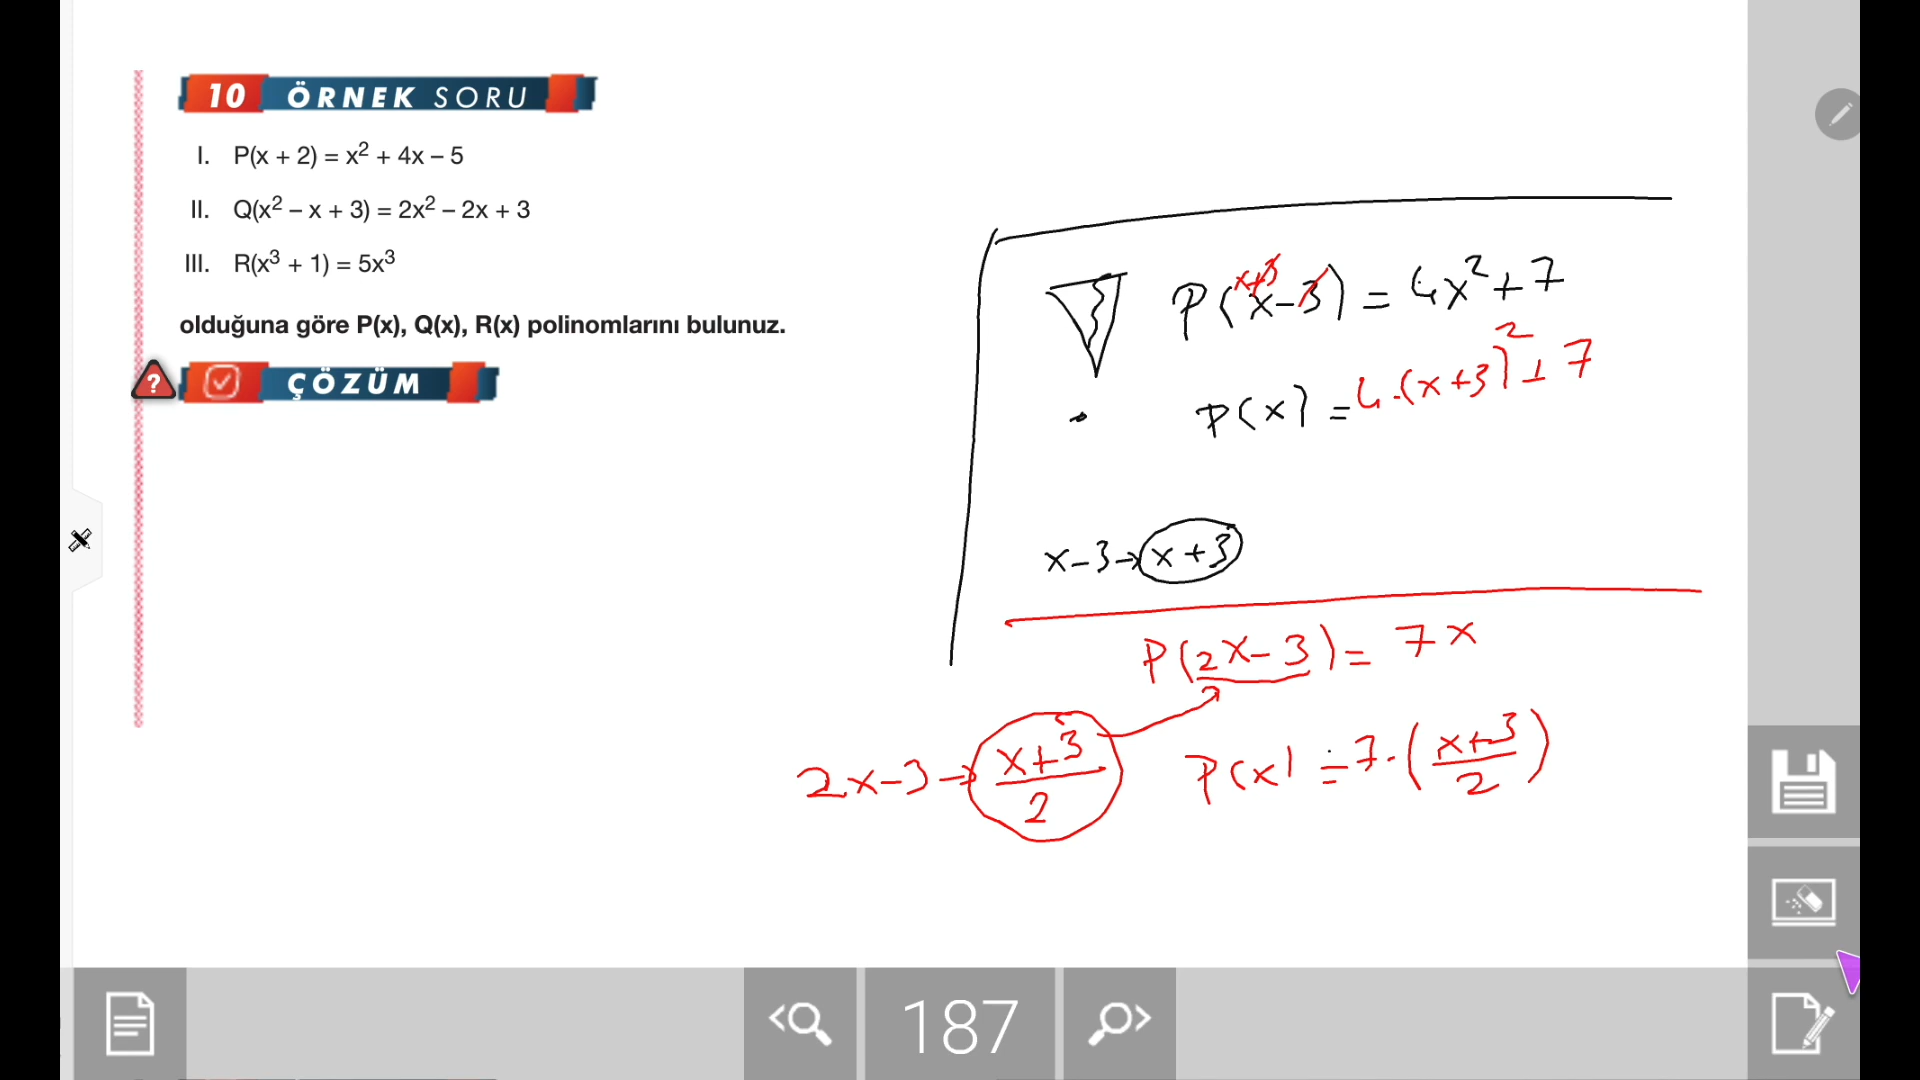 10 ÖRNEK SORU
I. P(x + 2) = x² + 4x – 5
II. Q(x² – x + 3) = 2x² – 2x + 3
III. R(x³ + 1) = 5x³
olduğuna göre P(x), Q(x), R(x) polinomlarını bulunuz.
? ÇÖZÜM
x+3
P(x-3) = 4x²+7
P(x) = 4.(x+3)²+7
x-3→x+3
P(2x-3) = 7x
2x-3→(x+3)/2
P(x) = 7.((x+3)/2)
187